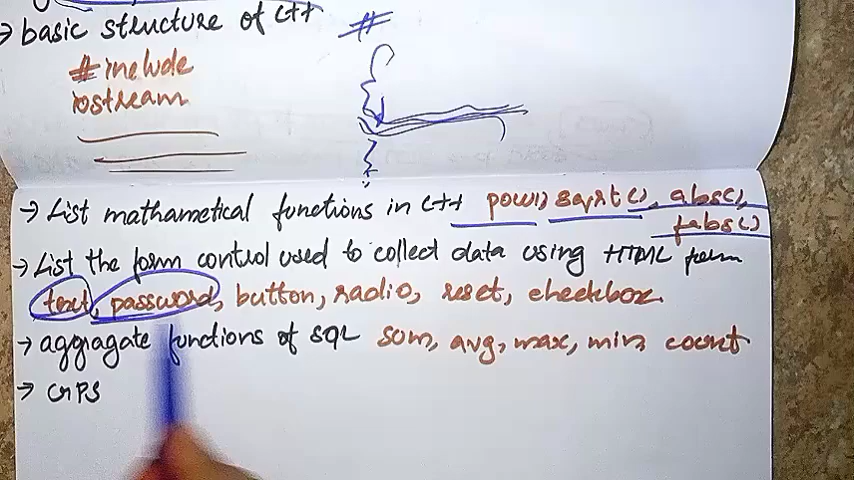 → basic structure of C++
#
#include
iostream
→ List mathametical functions in C++ pow(), sqrt(), abs(),
fabs()
→ List the form control used to collect data using HTML form
text, password, button, radio, reset, checkbox
→ aggragate functions of SQL sum, avg, max, min count
→ GPS